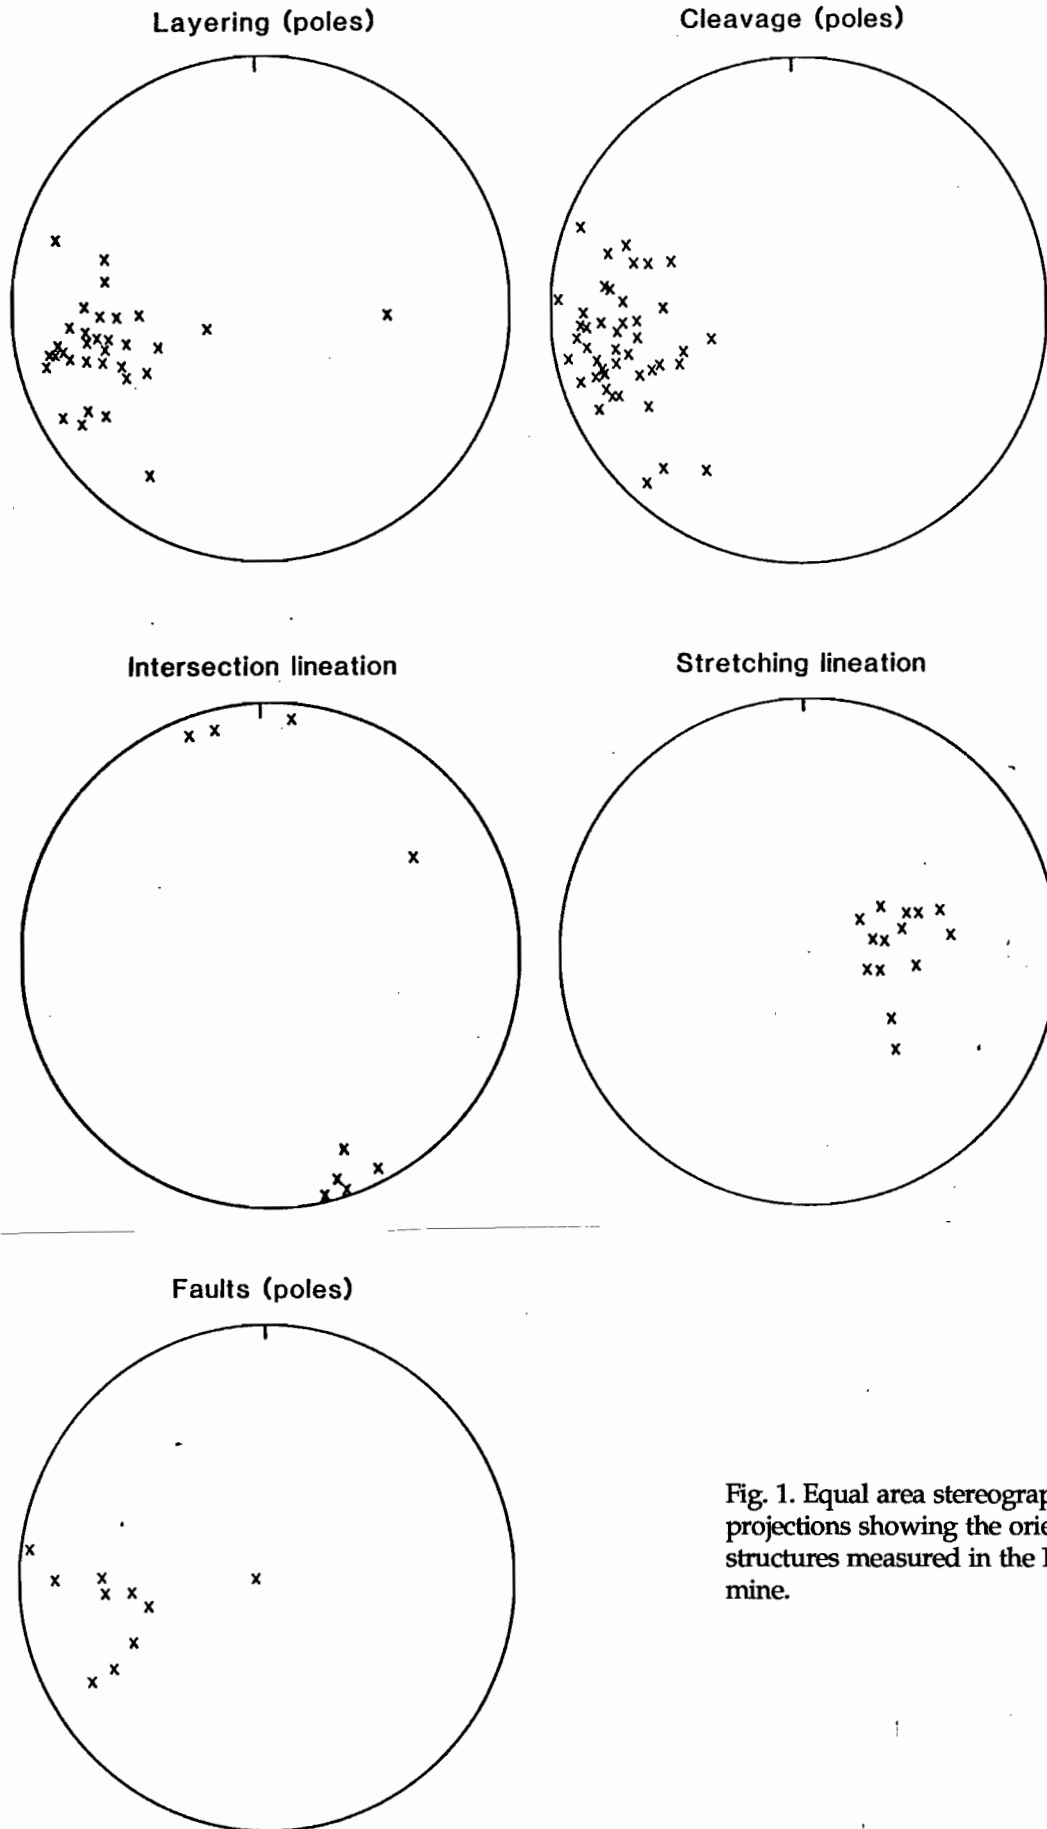 Layering (poles)
Cleavage (poles)
Intersection lineation
Stretching lineation
Faults (poles)
Fig. 1. Equal area stereograp
projections showing the orie
structures measured in the
mine.